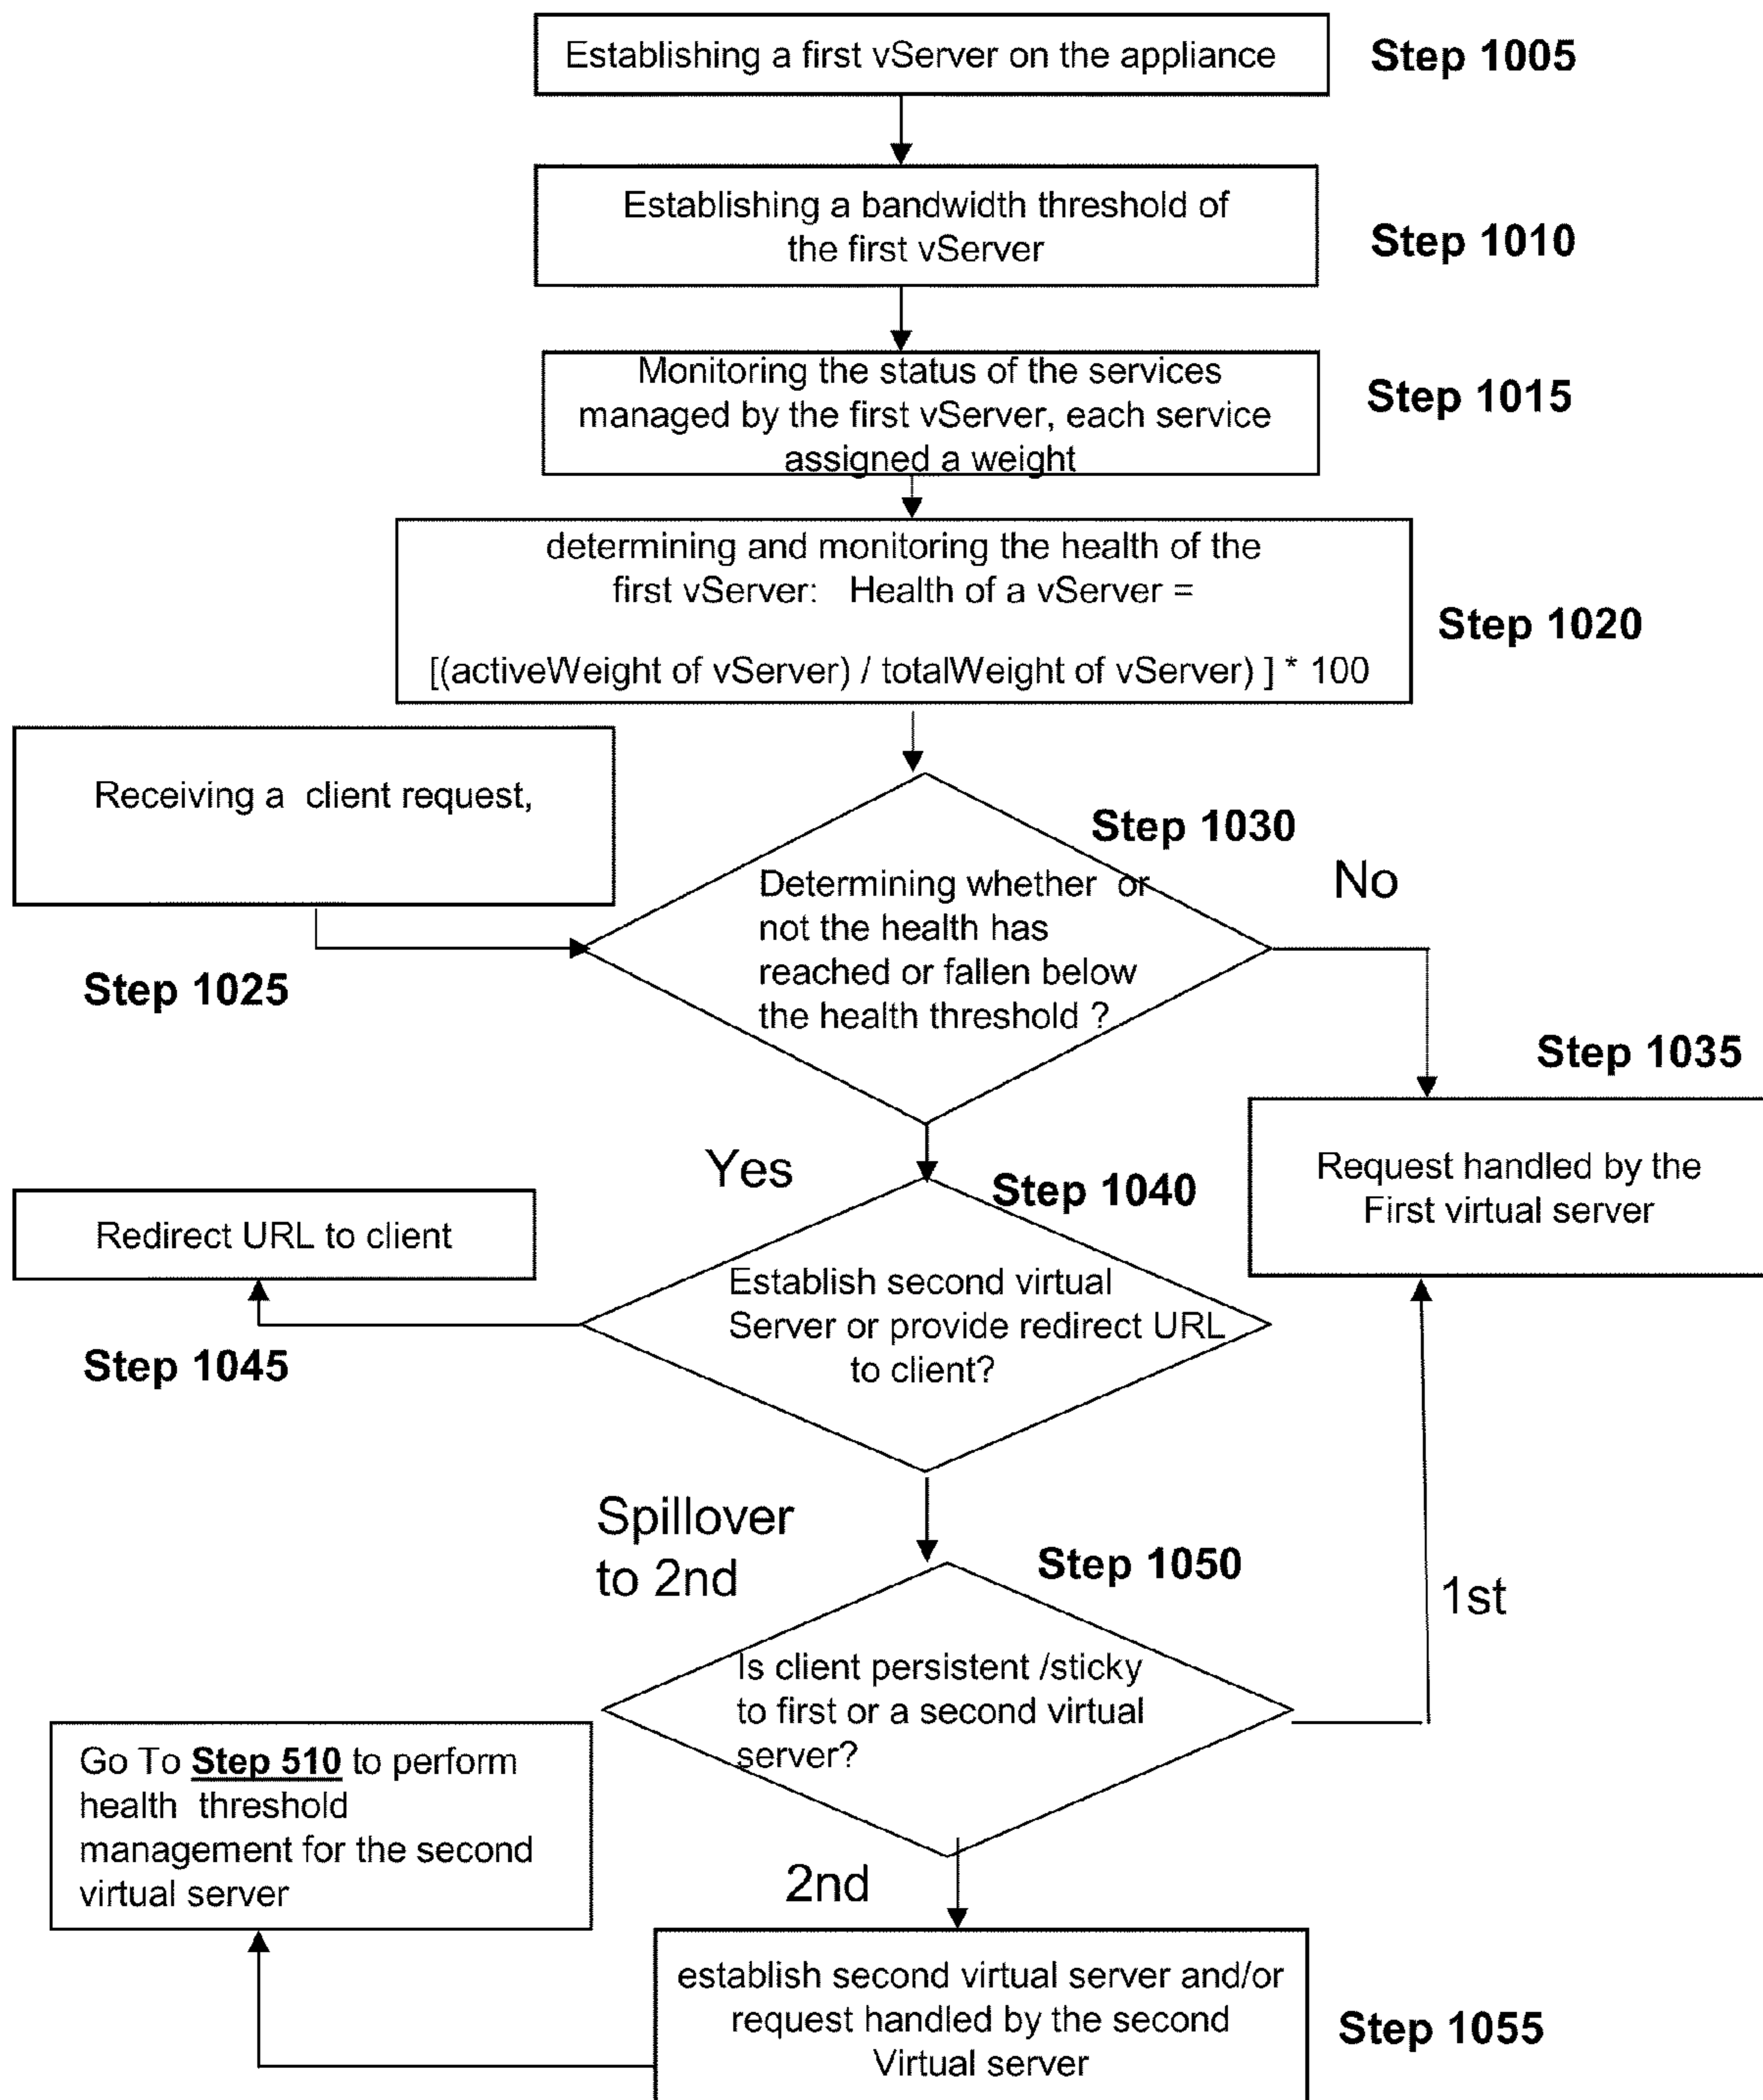 Establishing a first vServer on the appliance
Step 1005
Establishing a bandwidth threshold of
the first vServer
Step 1010
Monitoring the status of the services
managed by the first vServer, each service
assigned a weight
Step 1015
determining and monitoring the health of the
first vServer: Health of a vServer =
[(activeWeight of vServer) / totalWeight of vServer) ] * 100
Step 1020
Receiving a client request,
Step 1025
Step 1030
Determining whether or
not the health has
reached or fallen below
the health threshold ?
No
Step 1035
Request handled by the
First virtual server
Yes
Step 1040
Establish second virtual
Server or provide redirect URL
to client?
Redirect URL to client
Step 1045
Spillover
to 2nd
Step 1050
Is client persistent /sticky
to first or a second virtual
server?
1st
Go To Step 510 to perform
health threshold
management for the second
virtual server
2nd
establish second virtual server and/or
request handled by the second
Virtual server
Step 1055